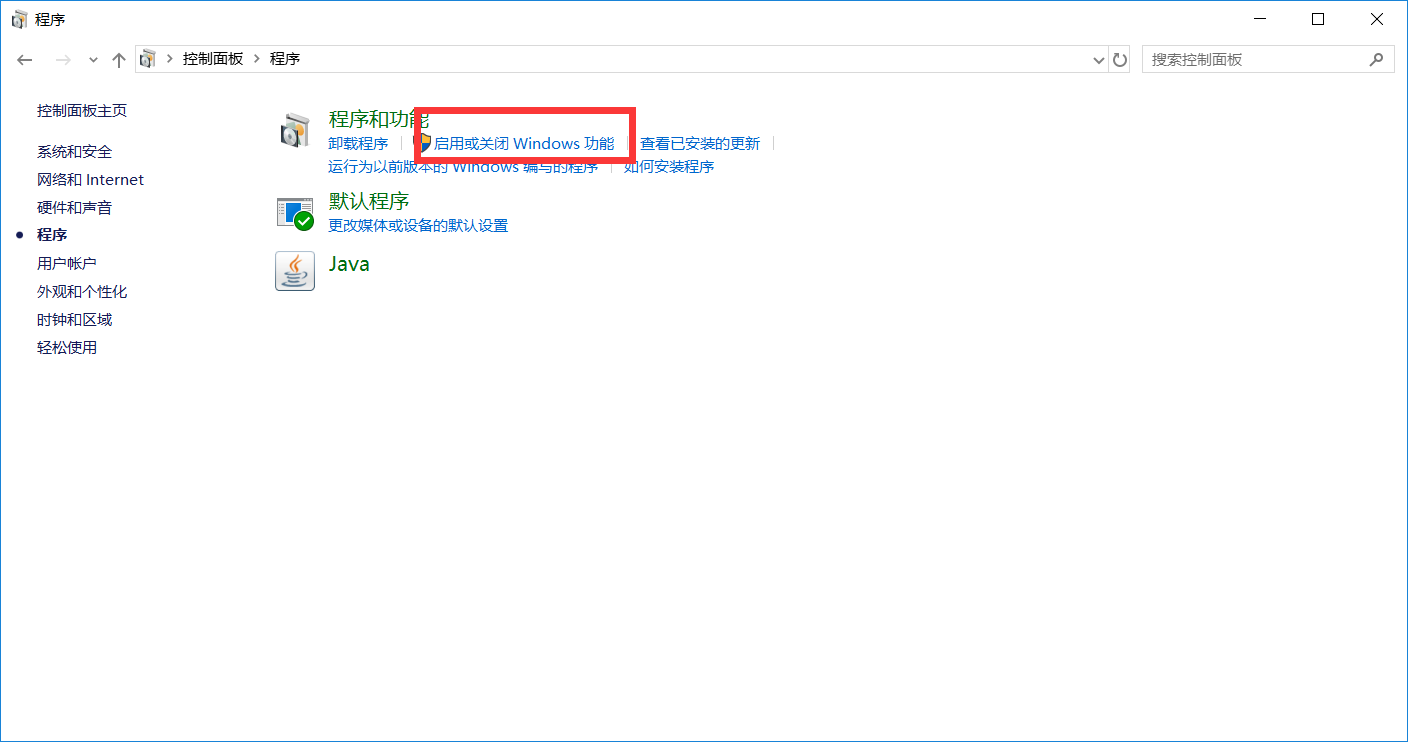 程序
控制面板 程序
搜索控制面板
控制面板主页
系统和安全
网络和 Internet
硬件和声音
程序
用户帐户
外观和个性化
时钟和区域
轻松使用
程序和功能
卸载程序 启用或关闭 Windows 功能 查看已安装的更新
运行为以前版本的 Windows 编写的程序 如何安装程序
默认程序
更改媒体或设备的默认设置
Java